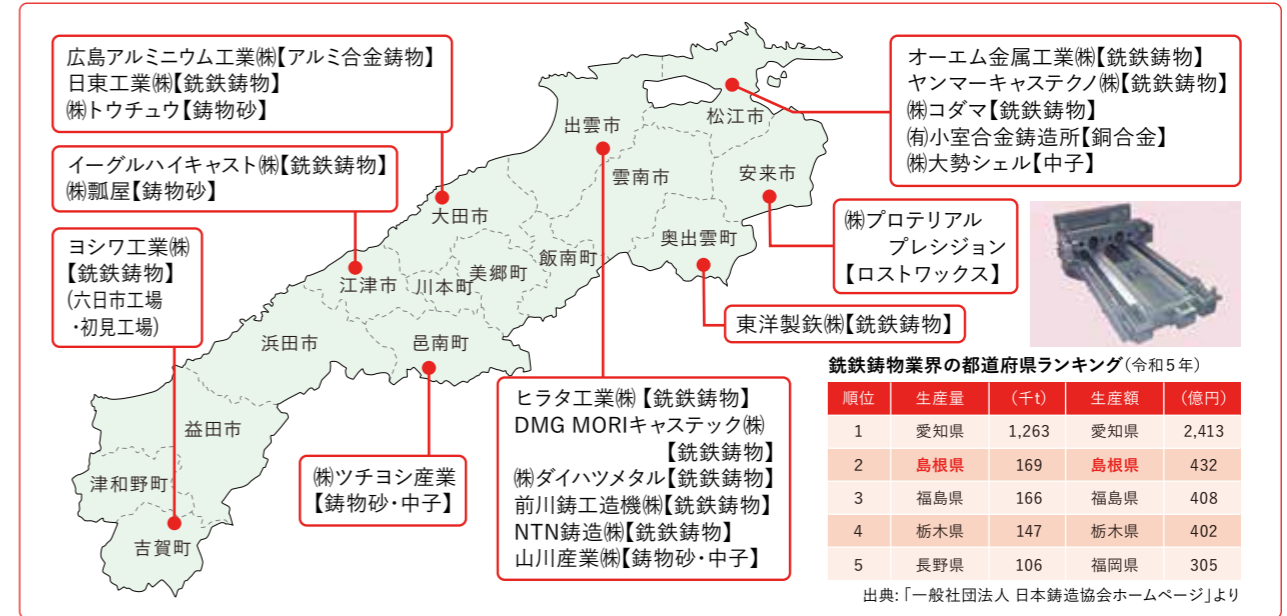 広島アルミニウム工業㈱【アルミ合金鋳物】
日東工業㈱【銑鉄鋳物】
㈱トウチュウ【鋳物砂】
イーグルハイキャスト㈱【銑鉄鋳物】
㈱瓢屋【鋳物砂】
ヨシワ工業㈱
【銑鉄鋳物】
(六日市工場
・初見工場)
オーエム金属工業㈱【銑鉄鋳物】
ヤンマーキャステクノ㈱【銑鉄鋳物】
㈱コダマ【銑鉄鋳物】
㈲小室合金鋳造所【銅合金】
㈱大勢シェル【中子】
㈱プロテリアル
プレシジョン
【ロストワックス】
東洋製鉄㈱【銑鉄鋳物】
㈱ツチヨシ産業
【鋳物砂・中子】
ヒラタ工業㈱【銑鉄鋳物】
DMG MORIキャステック㈱
【銑鉄鋳物】
㈱ダイハツメタル【銑鉄鋳物】
前川鋳工造機㈱【銑鉄鋳物】
NTN鋳造㈱【銑鉄鋳物】
山川産業㈱【鋳物砂・中子】
松江市
出雲市
雲南市
安来市
大田市
奥出雲町
飯南町
美郷町
川本町
江津市
浜田市
邑南町
益田市
津和野町
吉賀町
銑鉄鋳物業界の都道府県ランキング(令和5年)
順位 生産量 (千t) 生産額 (億円)
1 愛知県 1,263 愛知県 2,413
2 島根県 169 島根県 432
3 福島県 166 福島県 408
4 栃木県 147 栃木県 402
5 長野県 106 福岡県 305
出典:「一般社団法人 日本鋳造協会ホームページ」より